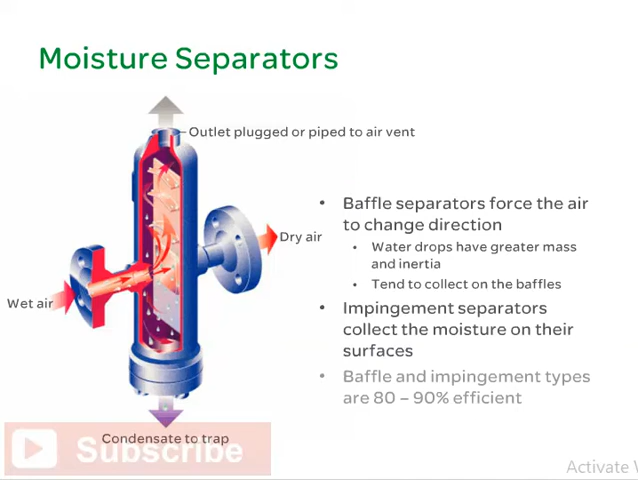 Moisture Separators
Outlet plugged or piped to air vent
Dry air
Wet air
Condensate to trap
• Baffle separators force the air
to change direction
• Water drops have greater mass
and inertia
• Tend to collect on the baffles
• Impingement separators
collect the moisture on their
surfaces
• Baffle and impingement types
are 80 – 90% efficient
Subscribe
Activate